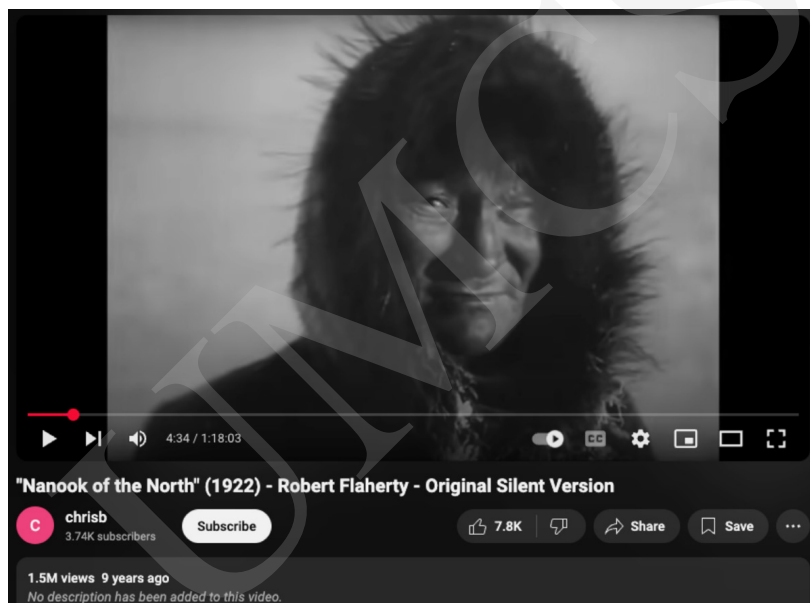 4:34 / 1:18:03
CC
"Nanook of the North" (1922) - Robert Flaherty - Original Silent Version
C
chrisb
3.74K subscribers
Subscribe
7.8K
Share
Save
1.5M views 9 years ago
No description has been added to this video.
UMCS